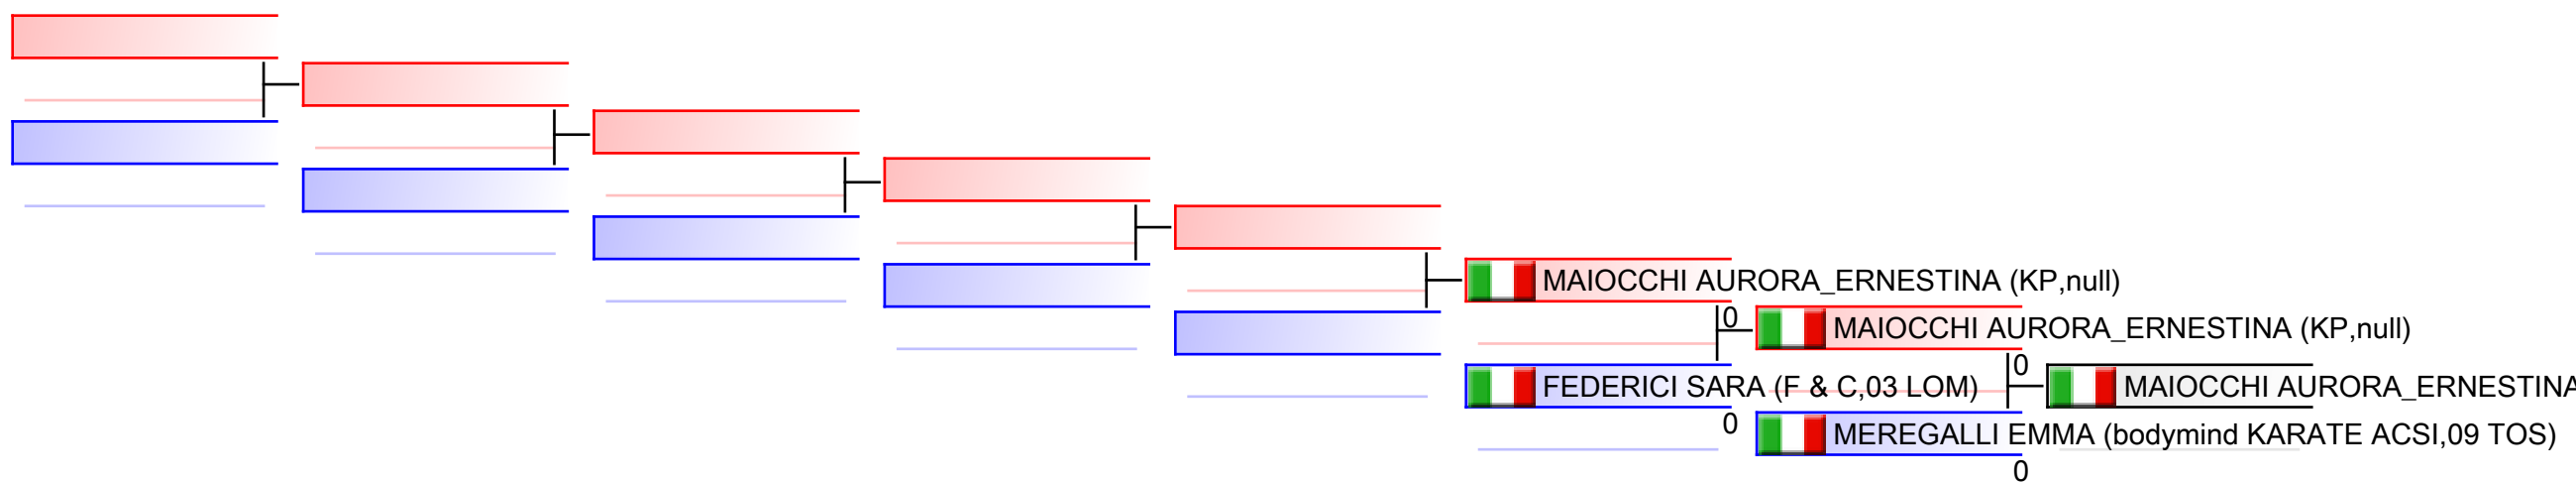 MAIOCCHI AURORA_ERNESTINA (KP,null)
0
MAIOCCHI AURORA_ERNESTINA (KP,null)
0
FEDERICI SARA (F & C,03 LOM)
MAIOCCHI AURORA_ERNESTINA
0
MEREGALLI EMMA (bodymind KARATE ACSI,09 TOS)
0